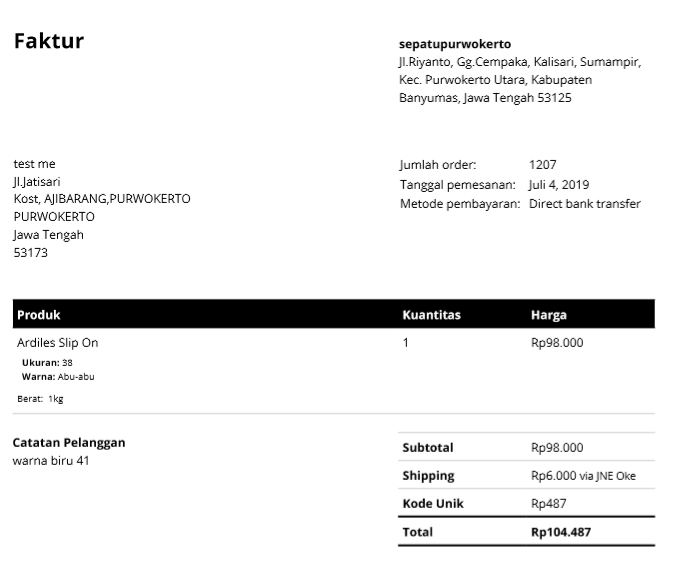 Faktur
sepatupurwokerto
Jl.Riyanto, Gg.Cempaka, Kalisari, Sumampir,
Kec. Purwokerto Utara, Kabupaten
Banyumas, Jawa Tengah 53125
test me
Jl.Jatisari
Kost, AJIBARANG,PURWOKERTO
PURWOKERTO
Jawa Tengah
53173
Jumlah order: 1207
Tanggal pemesanan: Juli 4, 2019
Metode pembayaran: Direct bank transfer
Produk Kuantitas Harga
Ardiles Slip On 1 Rp98.000
Ukuran: 38
Warna: Abu-abu
Berat: 1kg
Catatan Pelanggan
warna biru 41
Subtotal Rp98.000
Shipping Rp6.000 via JNE Oke
Kode Unik Rp487
Total Rp104.487